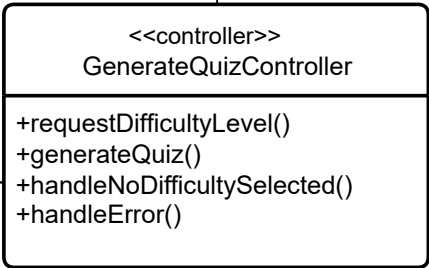 <<controller>>
GenerateQuizController
+requestDifficultyLevel()
+generateQuiz()
+handleNoDifficultySelected()
+handleError()